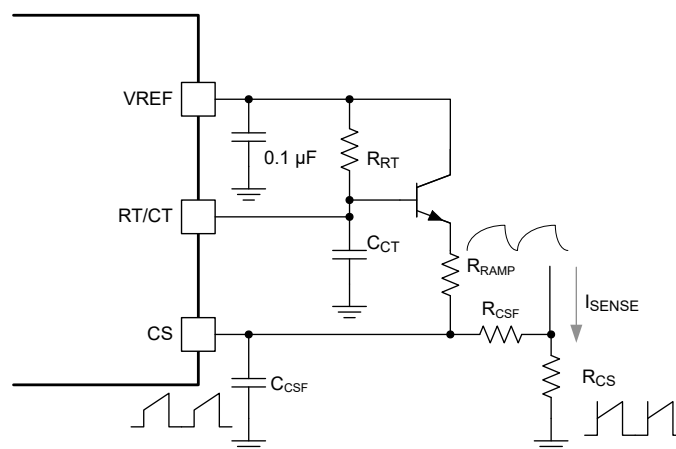 VREF
0.1 µF
RRT
RT/CT
CCT
RRAMP
RCSF
ISENSE
CS
CCSF
RCS